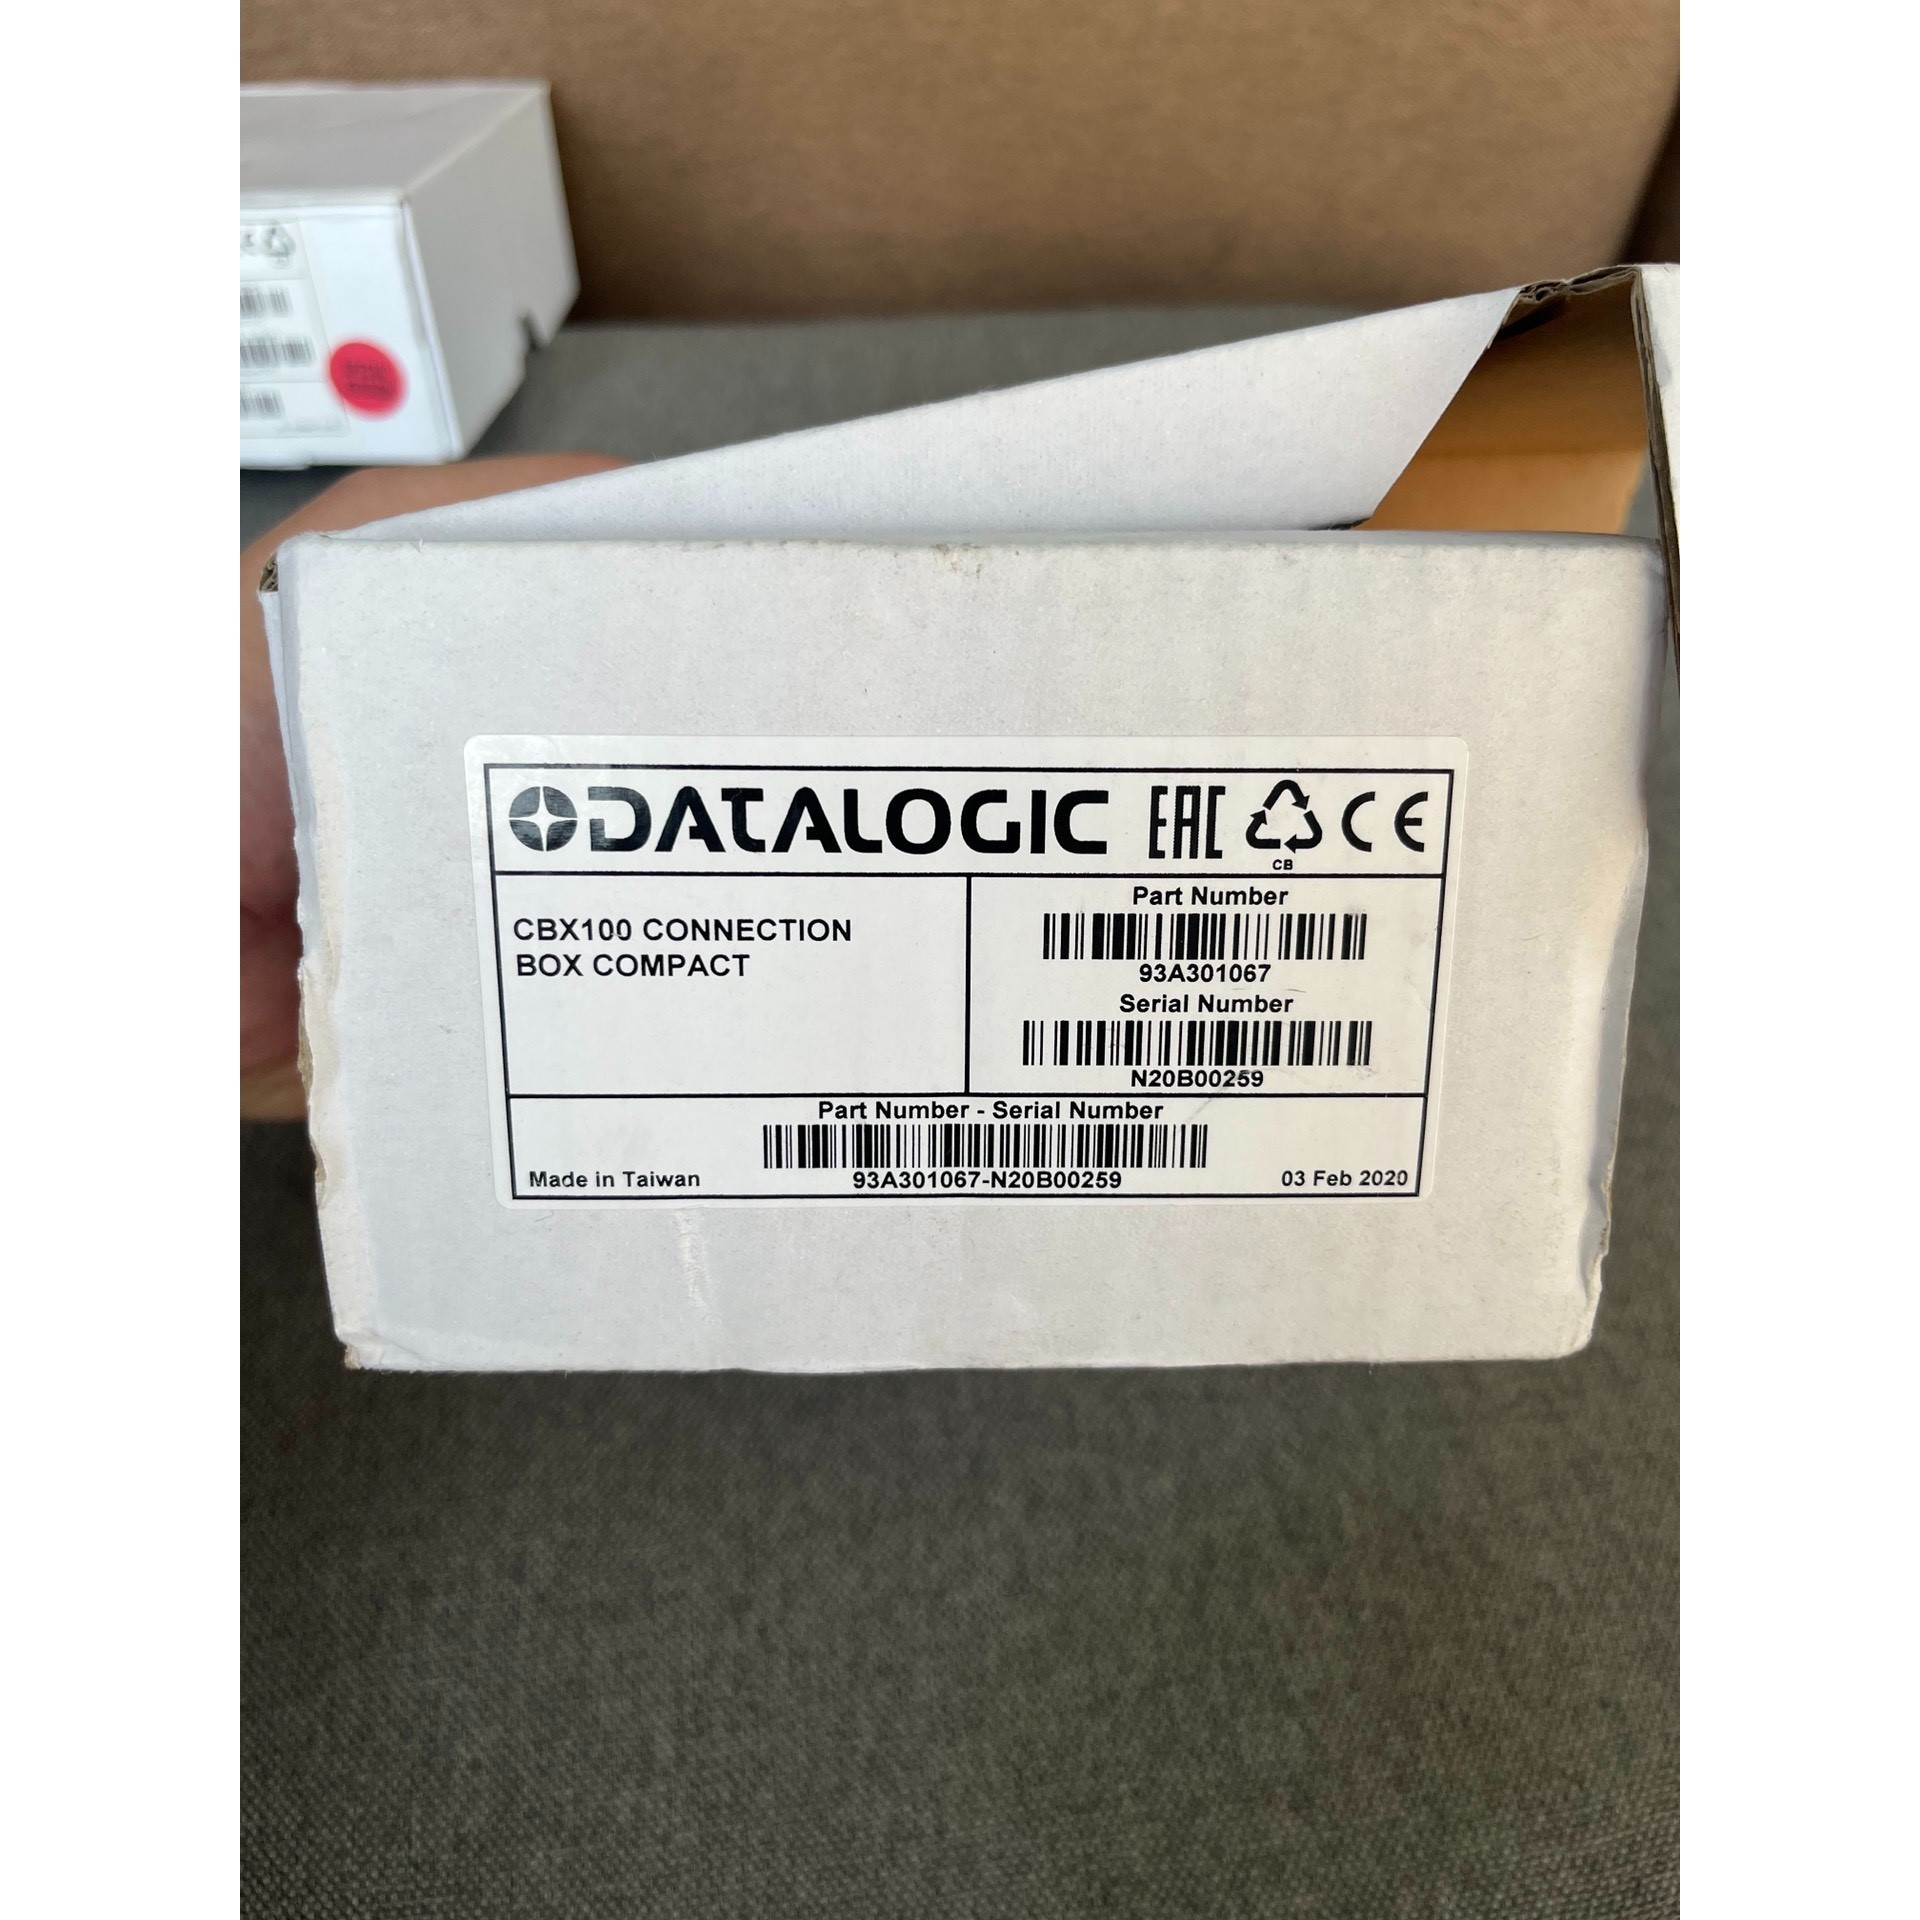 DATALOGIC EAC CB CE
CBX100 CONNECTION
BOX COMPACT
Part Number
93A301067
Serial Number
N20B00259
Part Number - Serial Number
93A301067-N20B00259
Made in Taiwan
03 Feb 2020